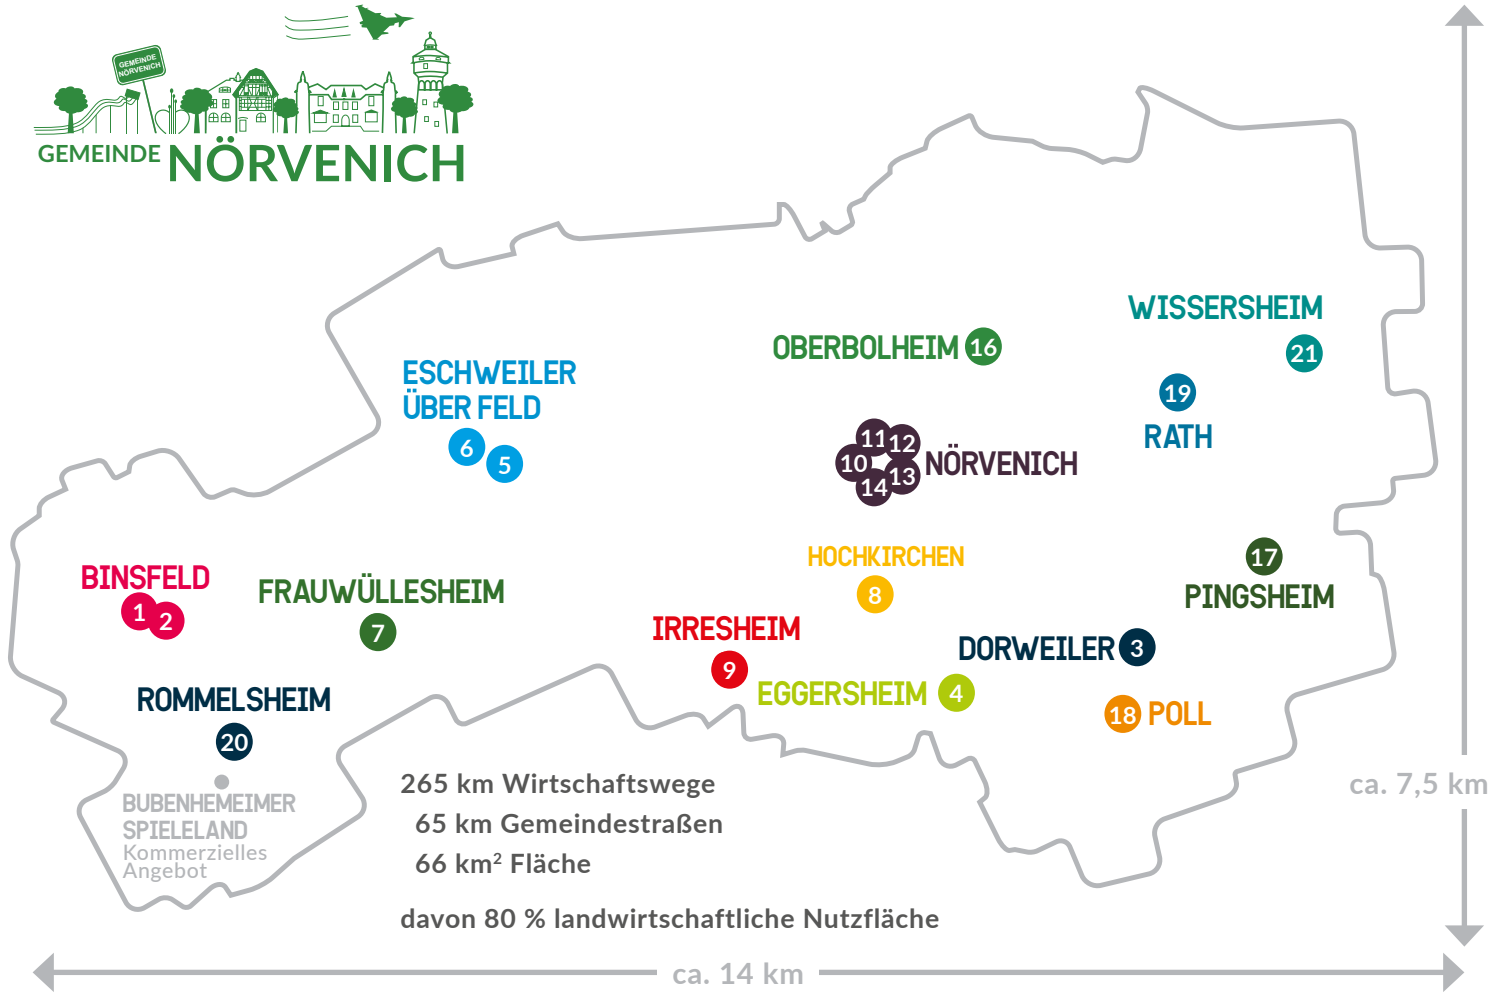 GEMEINDE
NÖRVENICH
GEMEINDE NÖRVENICH
WISSERSHEIM
21
OBERBOLHEIM 16
ESCHWEILER
ÜBER FELD
6
5
19
RATH
11 12
10 NÖRVENICH
14 13
HOCHKIRCHEN
8
17
PINGSHEIM
BINSFELD
1 2
FRAUWÜLLESHEIM
7
IRRESHEIM
9
DORWEILER 3
EGGERSHEIM 4
18 POLL
ROMMELSHEIM
20
BUBENHEMEIMER
SPIELELAND
Kommerzielles
Angebot
265 km Wirtschaftswege
65 km Gemeindestraßen
66 km² Fläche
davon 80 % landwirtschaftliche Nutzfläche
ca. 7,5 km
ca. 14 km